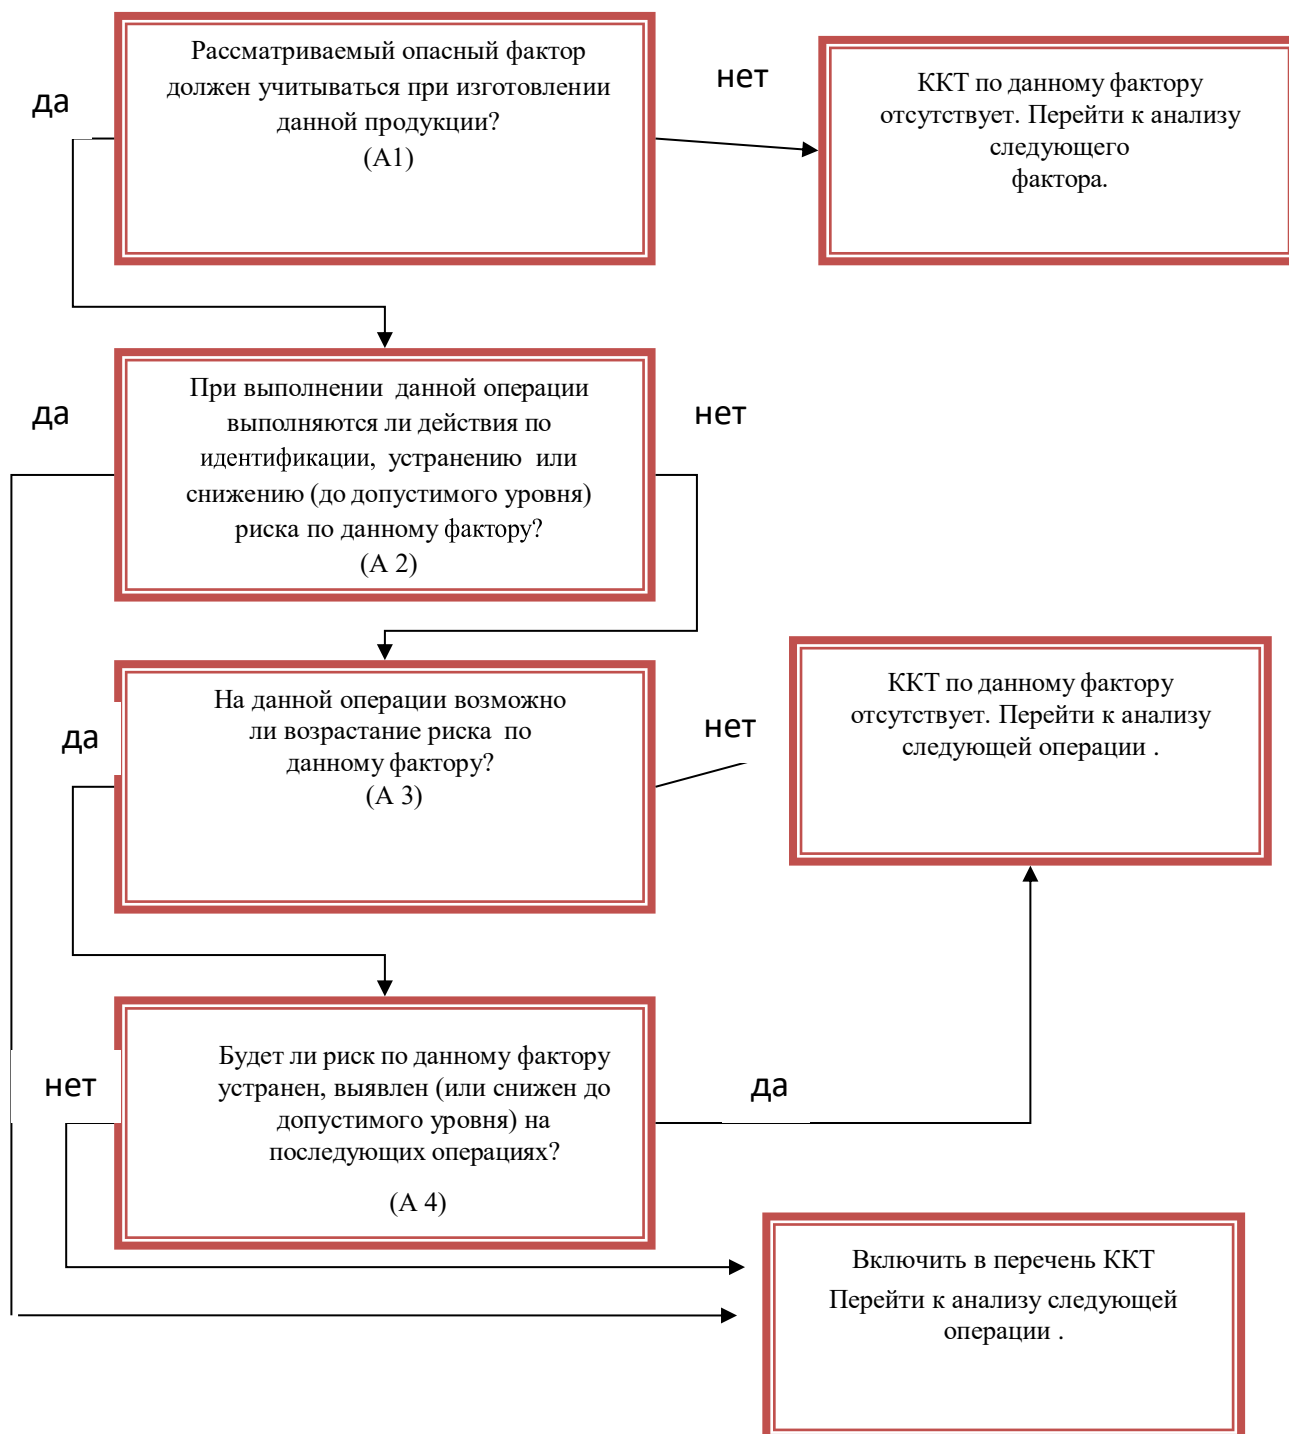 Рассматриваемый опасный фактор
должен учитываться при изготовлении
данной продукции?
(А1)
да
нет
ККТ по данному фактору
отсутствует. Перейти к анализу
следующего
фактора.
да
При выполнении данной операции
выполняются ли действия по
идентификации, устранению или
снижению (до допустимого уровня)
риска по данному фактору?
(А 2)
нет
да
На данной операции возможно
ли возрастание риска по
данному фактору?
(А 3)
нет
ККТ по данному фактору
отсутствует. Перейти к анализу
следующей операции .
нет
Будет ли риск по данному фактору
устранен, выявлен (или снижен до
допустимого уровня) на
последующих операциях?
(А 4)
да
Включить в перечень ККТ
Перейти к анализу следующей
операции .